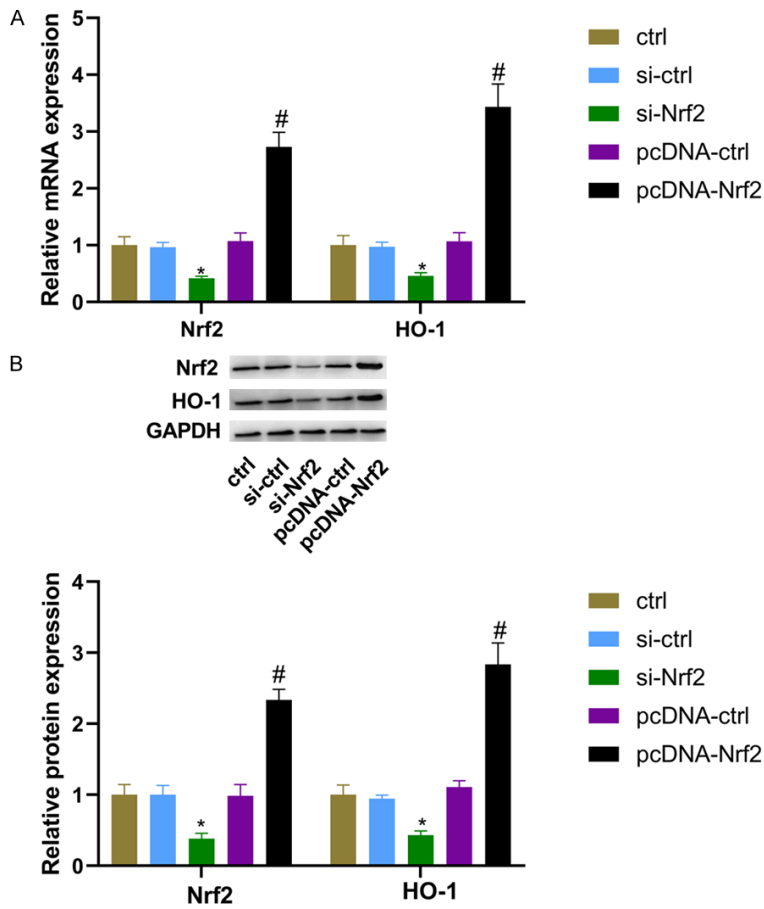 A
Relative mRNA expression
5
4
3
2
1
0
*
#
*
#
Nrf2
HO-1
ctrl
si-ctrl
si-Nrf2
pcDNA-ctrl
pcDNA-Nrf2
B
Nrf2
HO-1
GAPDH
ctrl
si-ctrl
si-Nrf2
pcDNA-ctrl
pcDNA-Nrf2
Relative protein expression
4
3
2
1
0
*
#
*
#
Nrf2
HO-1
ctrl
si-ctrl
si-Nrf2
pcDNA-ctrl
pcDNA-Nrf2